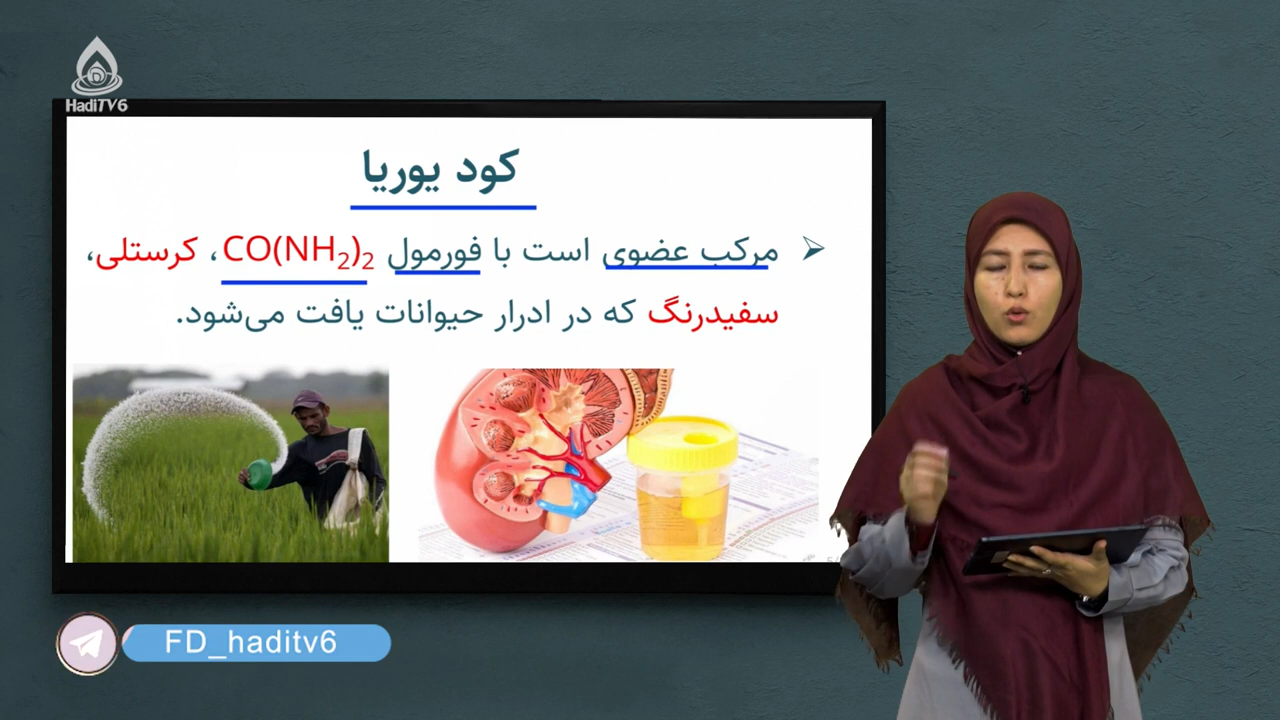 HadiTV6
کود یوریا
مرکب عضوی است با فورمول CO(NH₂)₂، کرستلی،
سفیدرنگ که در ادرار حیوانات یافت می‌شود.
FD_haditv6